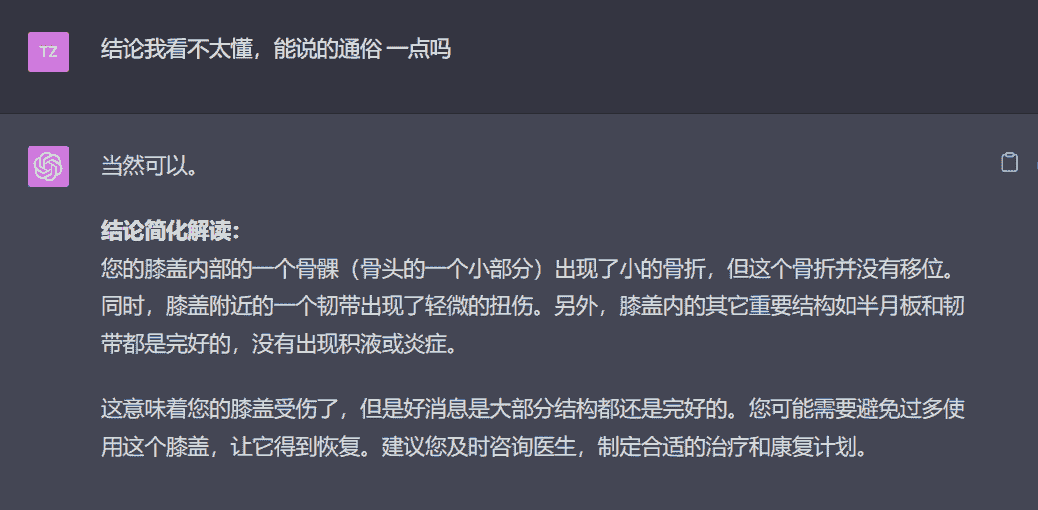 TZ
结论我看不太懂，能说的通俗一点吗
当然可以。
结论简化解读：
您的膝盖内部的一个骨髁（骨头的一个小部分）出现了小的骨折，但这个骨折并没有移位。
同时，膝盖附近的一个韧带出现了轻微的扭伤。另外，膝盖内的其它重要结构如半月板和韧
带都是完好的，没有出现积液或炎症。
这意味着您的膝盖受伤了，但是好消息是大部分结构都还是完好的。您可能需要避免过多使
用这个膝盖，让它得到恢复。建议您及时咨询医生，制定合适的治疗和康复计划。